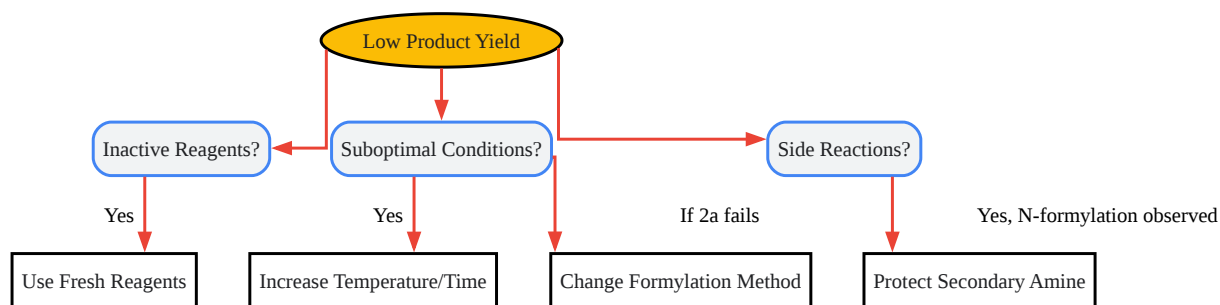 Low Product Yield
Inactive Reagents?
Suboptimal Conditions?
Side Reactions?
Yes
Yes
If 2a fails
Yes, N-formylation observed
Use Fresh Reagents
Increase Temperature/Time
Change Formylation Method
Protect Secondary Amine